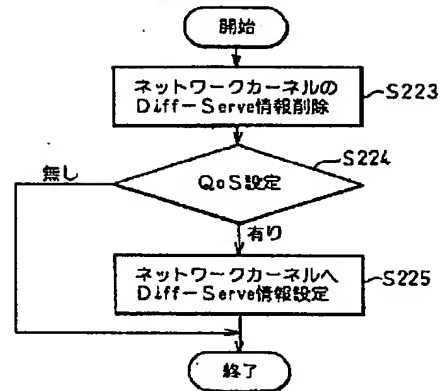 開始
ネットワークカーネルの
Diff-Serve情報削除
S223
S224
QoS設定
無し
有り
ネットワークカーネルへ
Diff-Serve情報設定
S225
終了